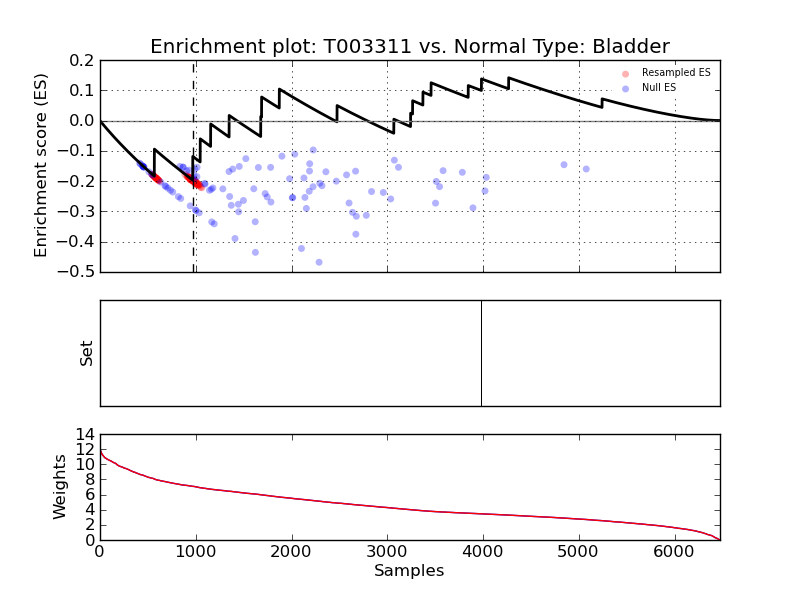 Enrichment plot: T003311 vs. Normal Type: Bladder
Enrichment score (ES)
0.2
0.1
0.0
−0.1
−0.2
−0.3
−0.4
−0.5
Resampled ES
Null ES
Set
Weights
14
12
10
8
6
4
2
0
0 1000 2000 3000 4000 5000 6000
Samples